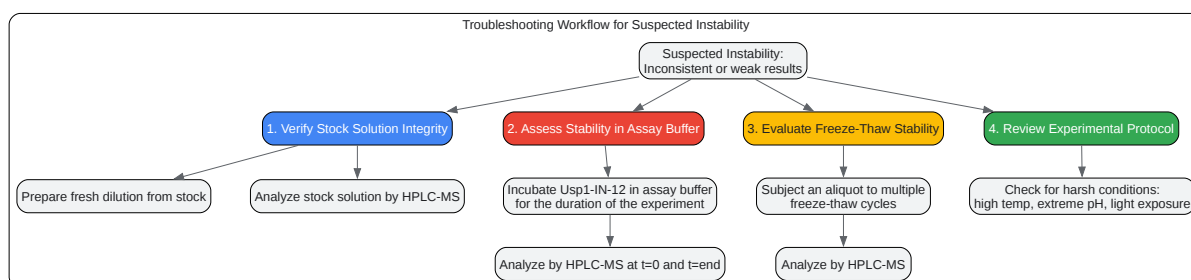 Troubleshooting Workflow for Suspected Instability
Suspected Instability:
Inconsistent or weak results
1. Verify Stock Solution Integrity
2. Assess Stability in Assay Buffer
3. Evaluate Freeze-Thaw Stability
4. Review Experimental Protocol
Prepare fresh dilution from stock
Analyze stock solution by HPLC-MS
Incubate Usp1-IN-12 in assay buffer
for the duration of the experiment
Subject an aliquot to multiple
freeze-thaw cycles
Check for harsh conditions:
high temp, extreme pH, light exposure
Analyze by HPLC-MS at t=0 and t=end
Analyze by HPLC-MS